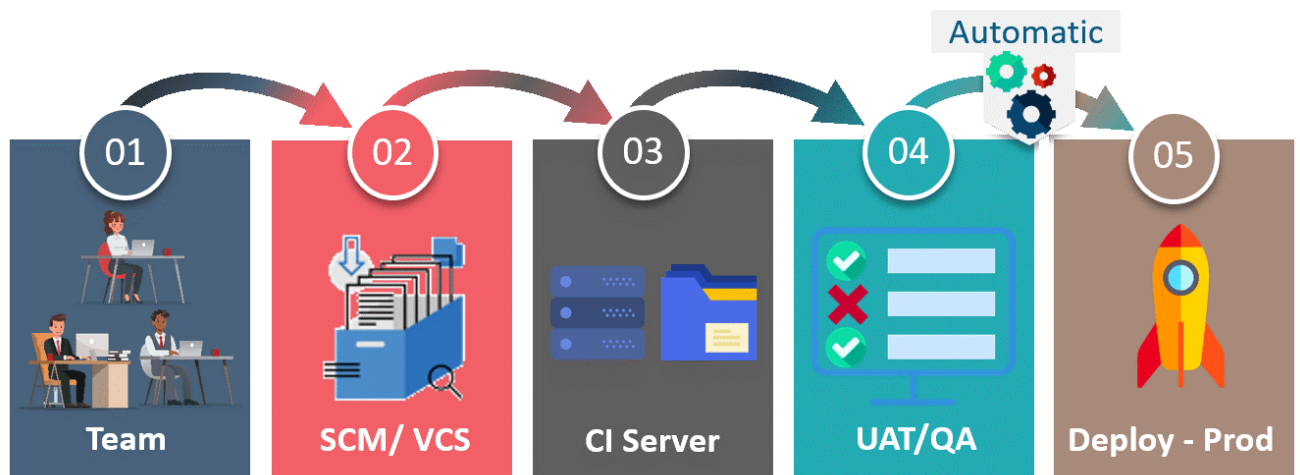 Automatic
01
02
03
04
05
Team
SCM/ VCS
CI Server
UAT/QA
Deploy - Prod